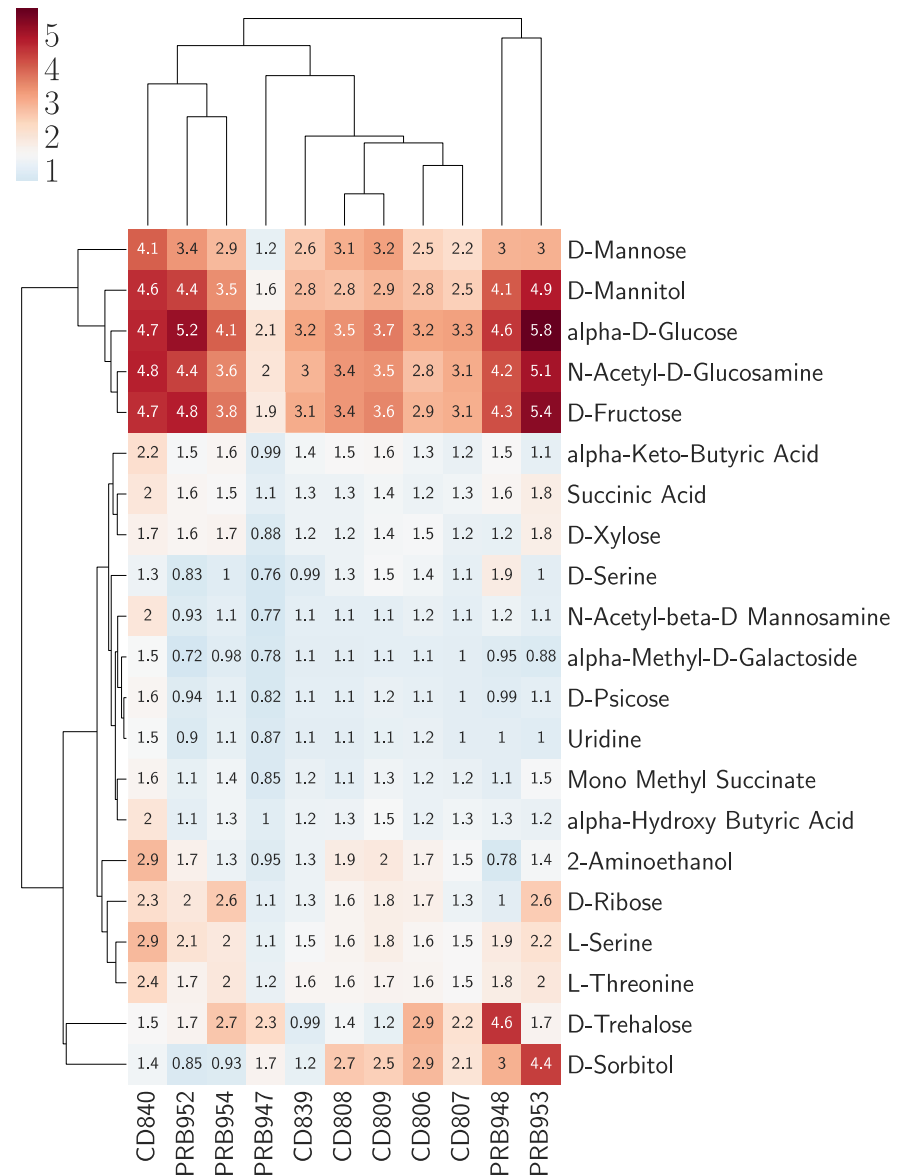 5
4
3
2
1
4.1 3.4 2.9 1.2 2.6 3.1 3.2 2.5 2.2 3 3 D-Mannose
4.6 4.4 3.5 1.6 2.8 2.8 2.9 2.8 2.5 4.1 4.9 D-Mannitol
4.7 5.2 4.1 2.1 3.2 3.5 3.7 3.2 3.3 4.6 5.8 alpha-D-Glucose
4.8 4.4 3.6 2 3 3.4 3.5 2.8 3.1 4.2 5.1 N-Acetyl-D-Glucosamine
4.7 4.8 3.8 1.9 3.1 3.4 3.6 2.9 3.1 4.3 5.4 D-Fructose
2.2 1.5 1.6 0.99 1.4 1.5 1.6 1.3 1.2 1.5 1.1 alpha-Keto-Butyric Acid
2 1.6 1.5 1.1 1.3 1.3 1.4 1.2 1.3 1.6 1.8 Succinic Acid
1.7 1.6 1.7 0.88 1.2 1.2 1.4 1.5 1.2 1.2 1.8 D-Xylose
1.3 0.83 1 0.76 0.99 1.3 1.5 1.4 1.1 1.9 1 D-Serine
2 0.93 1.1 0.77 1.1 1.1 1.1 1.2 1.1 1.2 1.1 N-Acetyl-beta-D Mannosamine
1.5 0.72 0.98 0.78 1.1 1.1 1.1 1.1 1 0.95 0.88 alpha-Methyl-D-Galactoside
1.6 0.94 1.1 0.82 1.1 1.1 1.2 1.1 1 0.99 1.1 D-Psicose
1.5 0.9 1.1 0.87 1.1 1.1 1.1 1.2 1 1 1 Uridine
1.6 1.1 1.4 0.85 1.2 1.1 1.3 1.2 1.2 1.1 1.5 Mono Methyl Succinate
2 1.1 1.3 1 1.2 1.3 1.5 1.2 1.3 1.3 1.2 alpha-Hydroxy Butyric Acid
2.9 1.7 1.3 0.95 1.3 1.9 2 1.7 1.5 0.78 1.4 2-Aminoethanol
2.3 2 2.6 1.1 1.3 1.6 1.8 1.7 1.3 1 2.6 D-Ribose
2.9 2.1 2 1.1 1.5 1.6 1.8 1.6 1.5 1.9 2.2 L-Serine
2.4 1.7 2 1.2 1.6 1.6 1.7 1.6 1.5 1.8 2 L-Threonine
1.5 1.7 2.7 2.3 0.99 1.4 1.2 2.9 2.2 4.6 1.7 D-Trehalose
1.4 0.85 0.93 1.7 1.2 2.7 2.5 2.9 2.1 3 4.4 D-Sorbitol
CD840 PRB952 PRB954 PRB947 CD839 CD808 CD809 CD806 CD807 PRB948 PRB953